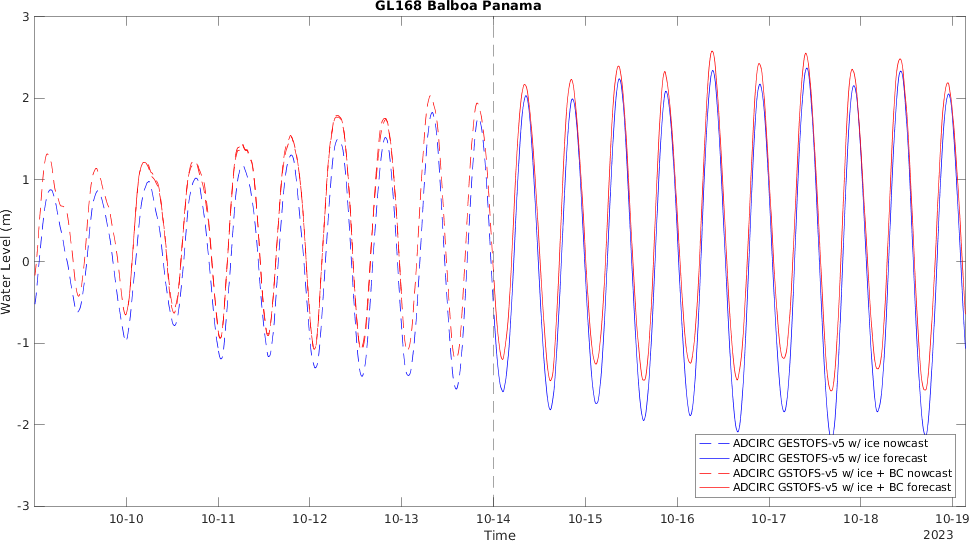 GL168 Balboa Panama
3
2
1
0
-1
-2
-3
Water Level (m)
ADCIRC GESTOFS-v5 w/ ice nowcast
ADCIRC GESTOFS-v5 w/ ice forecast
ADCIRC GSTOFS-v5 w/ ice + BC nowcast
ADCIRC GSTOFS-v5 w/ ice + BC forecast
10-10 10-11 10-12 10-13 10-14 10-15 10-16 10-17 10-18 10-19
Time
2023